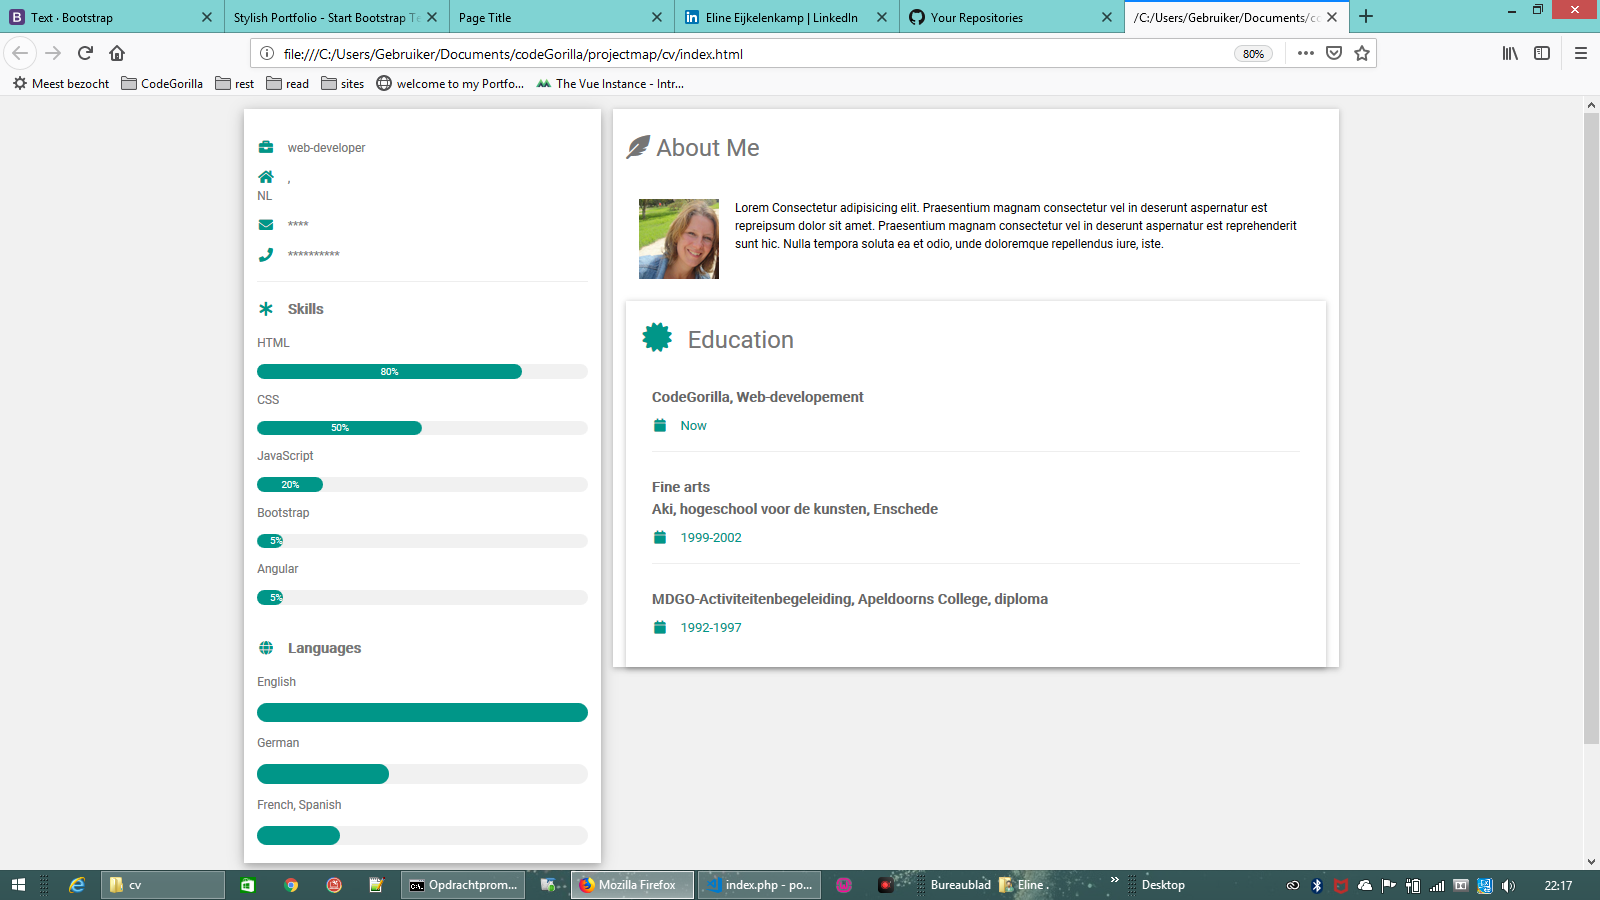 Text · Bootstrap
Stylish Portfolio - Start Bootstrap Te
Page Title
Eline Eijkelenkamp | LinkedIn
Your Repositories
/C:/Users/Gebruiker/Documents/co
file:///C:/Users/Gebruiker/Documents/codeGorilla/projectmap/cv/index.html
80%
Meest bezocht
CodeGorilla
rest
read
sites
welcome to my Portfo...
The Vue Instance - Intr...
web-developer
,
NL
****
**********
Skills
HTML
80%
CSS
50%
JavaScript
20%
Bootstrap
5%
Angular
5%
Languages
English
German
French, Spanish
About Me
Lorem Consectetur adipisicing elit. Praesentium magnam consectetur vel in deserunt aspernatur est
repreipsum dolor sit amet. Praesentium magnam consectetur vel in deserunt aspernatur est reprehenderit
sunt hic. Nulla tempora soluta ea et odio, unde doloremque repellendus iure, iste.
Education
CodeGorilla, Web-developement
Now
Fine arts
Aki, hogeschool voor de kunsten, Enschede
1999-2002
MDGO-Activiteitenbegeleiding, Apeldoorns College, diploma
1992-1997
cv
Opdrachtprom...
Mozilla Firefox
index.php - po...
Bureaublad
Eline .
»
Desktop
22:17